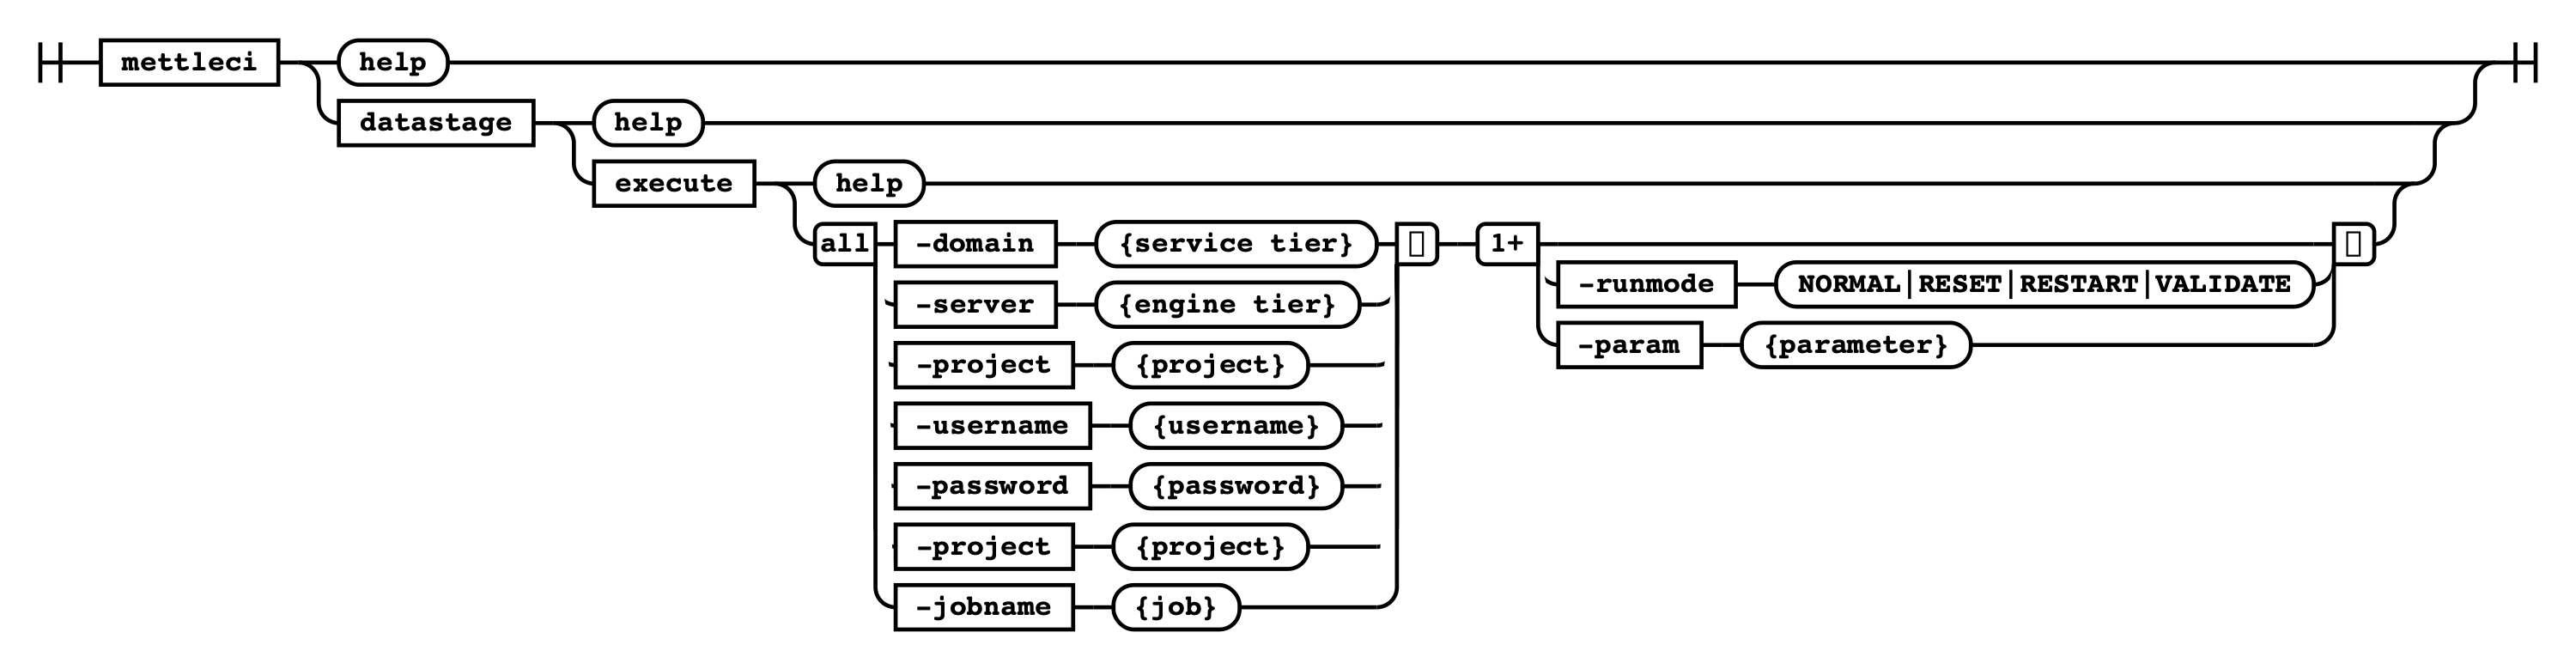 mettleci help
datastage help
execute help
all -domain {service tier} 1+
-runmode NORMAL|RESET|RESTART|VALIDATE
-server {engine tier}
-param {parameter}
-project {project}
-username {username}
-password {password}
-project {project}
-jobname {job}